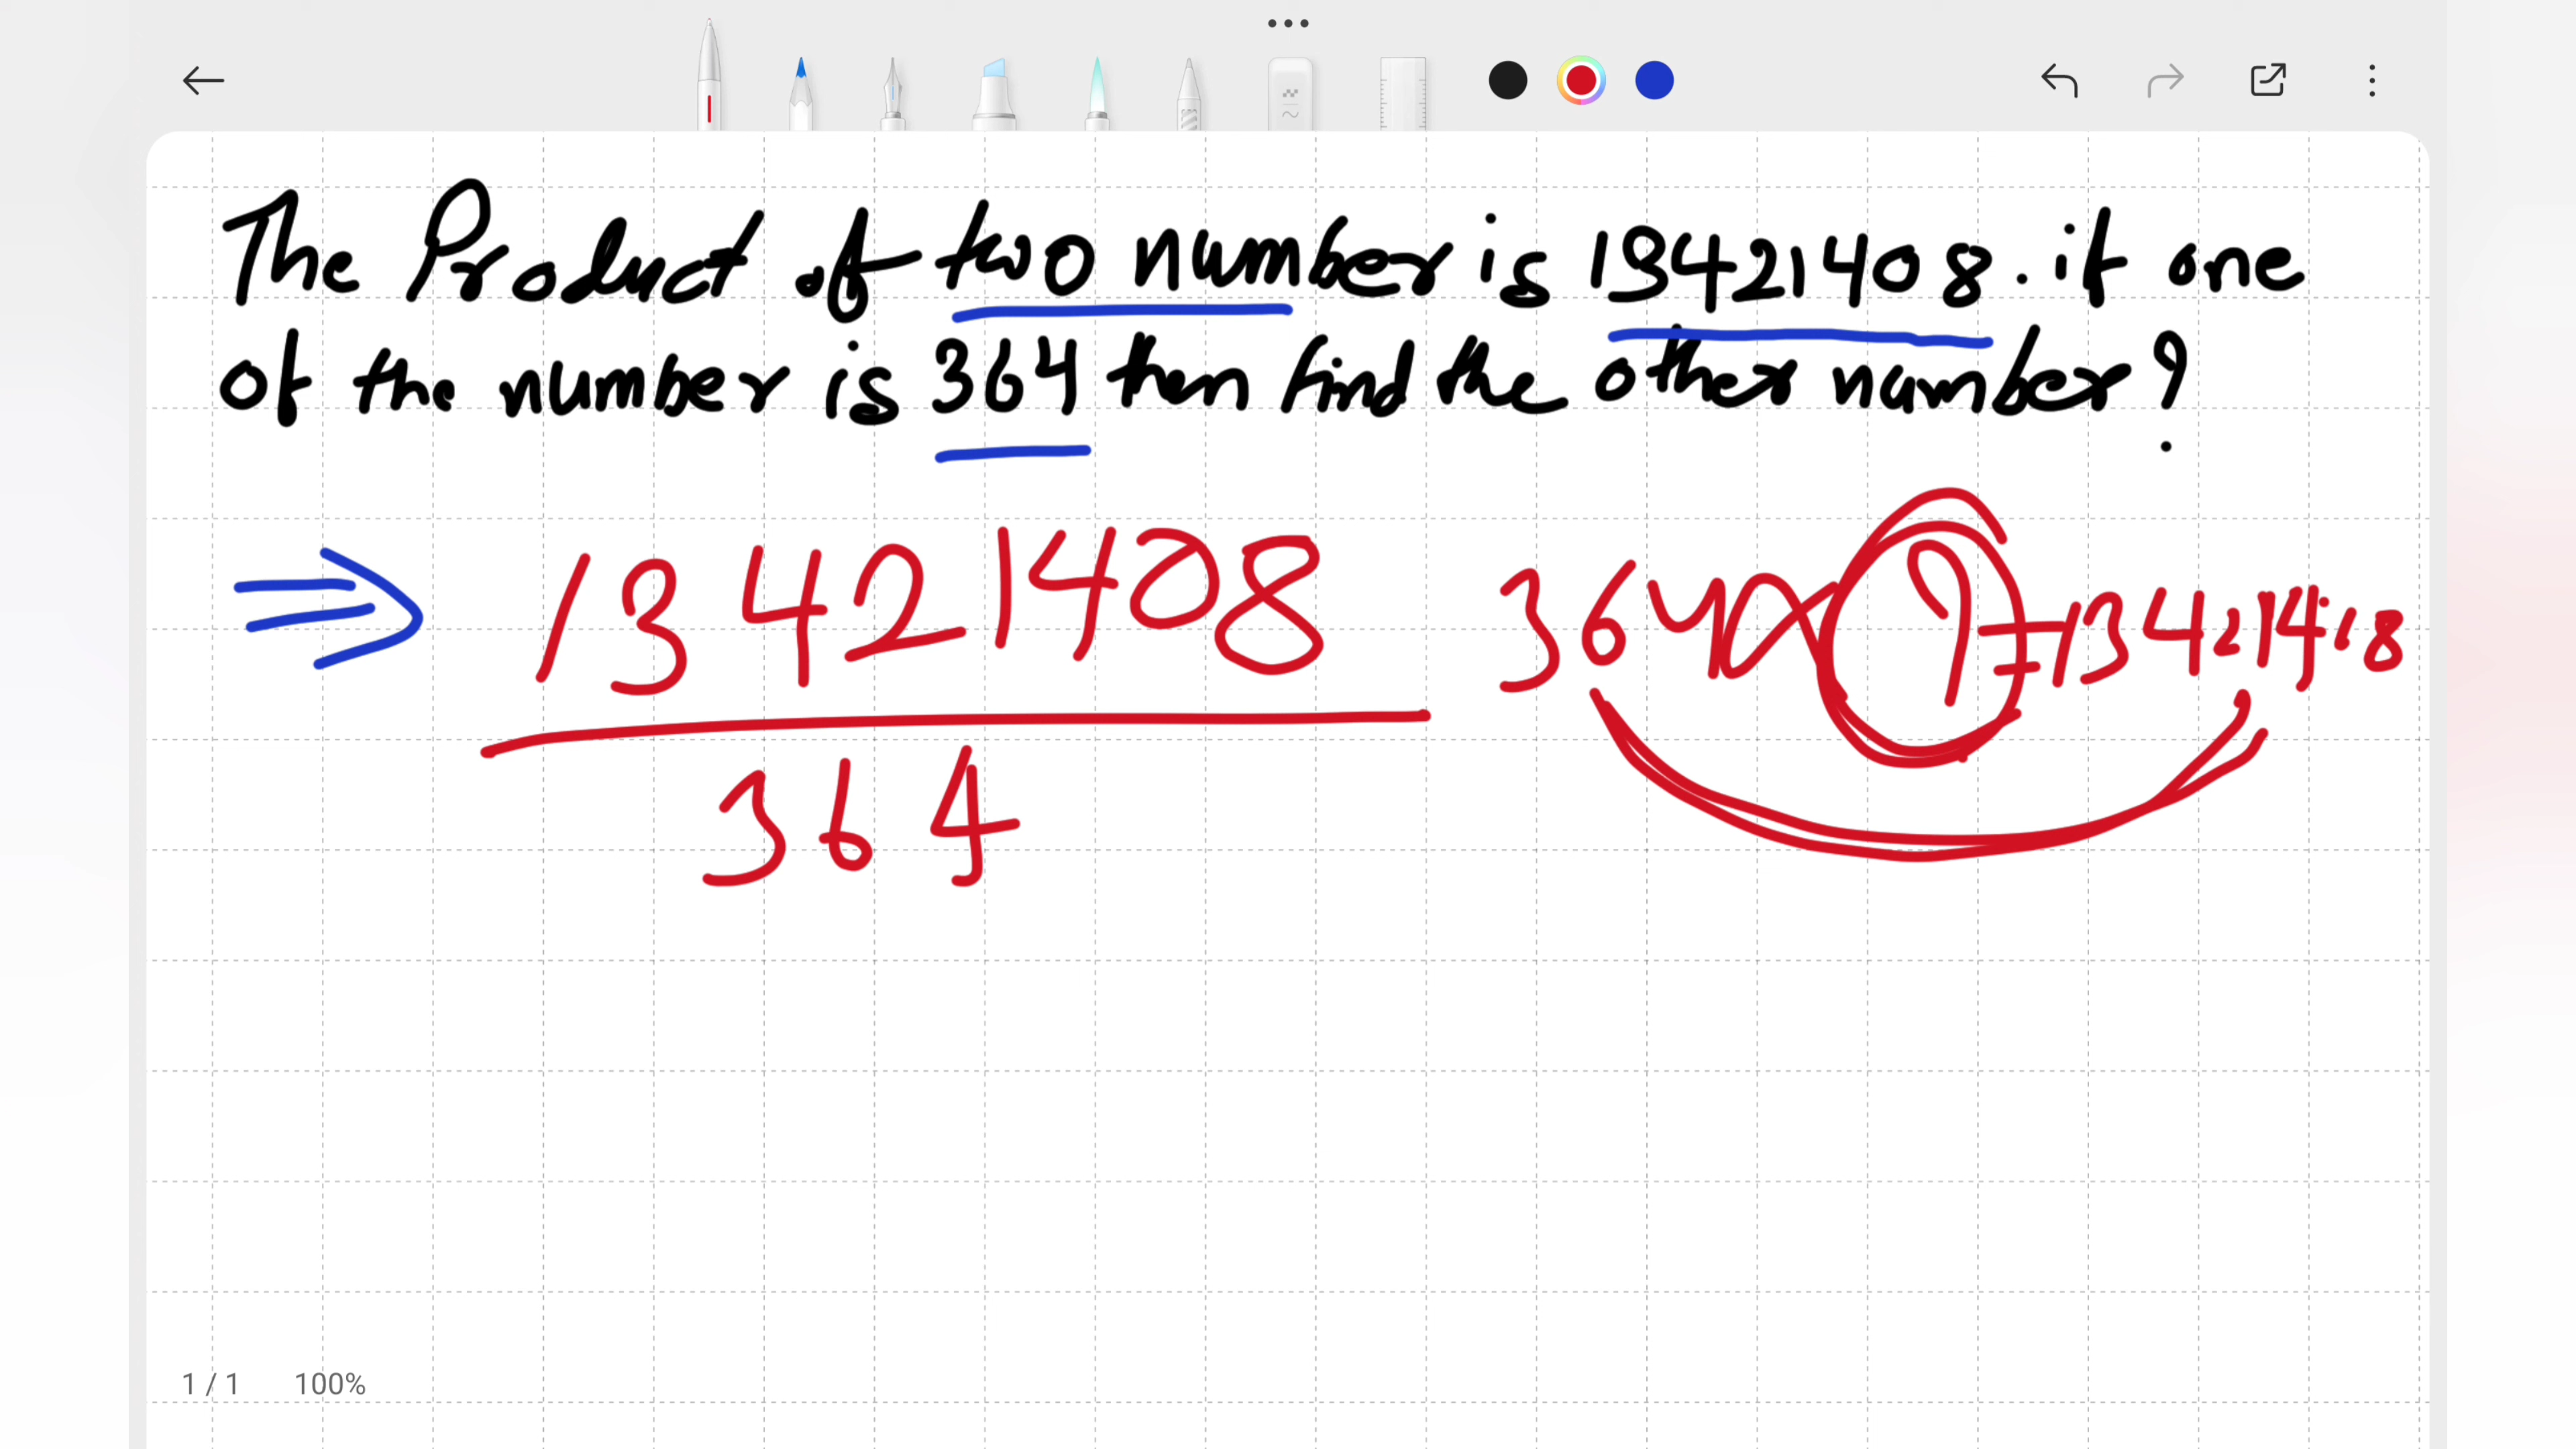 The Product of two number is 13421408. if one
of the number is 364 then find the other number?
⇒ 13421408
364
364 × ? = 13421408
1 / 1 100%